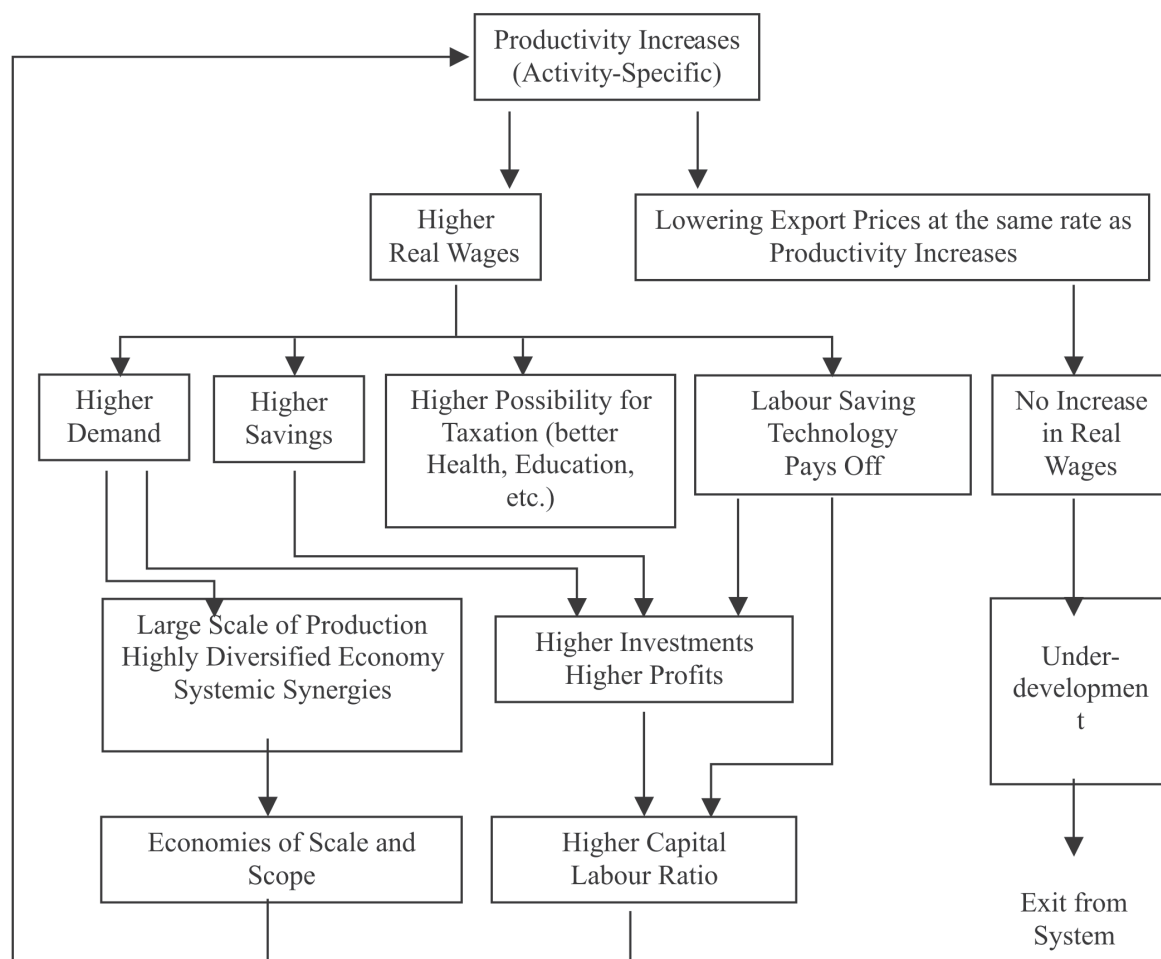 Productivity Increases
(Activity-Specific)
Higher
Real Wages
Lowering Export Prices at the same rate as
Productivity Increases
Higher
Demand
Higher
Savings
Higher Possibility for
Taxation (better
Health, Education,
etc.)
Labour Saving
Technology
Pays Off
No Increase
in Real
Wages
Large Scale of Production
Highly Diversified Economy
Systemic Synergies
Higher Investments
Higher Profits
Under-
developmen
t
Economies of Scale and
Scope
Higher Capital
Labour Ratio
Exit from
System